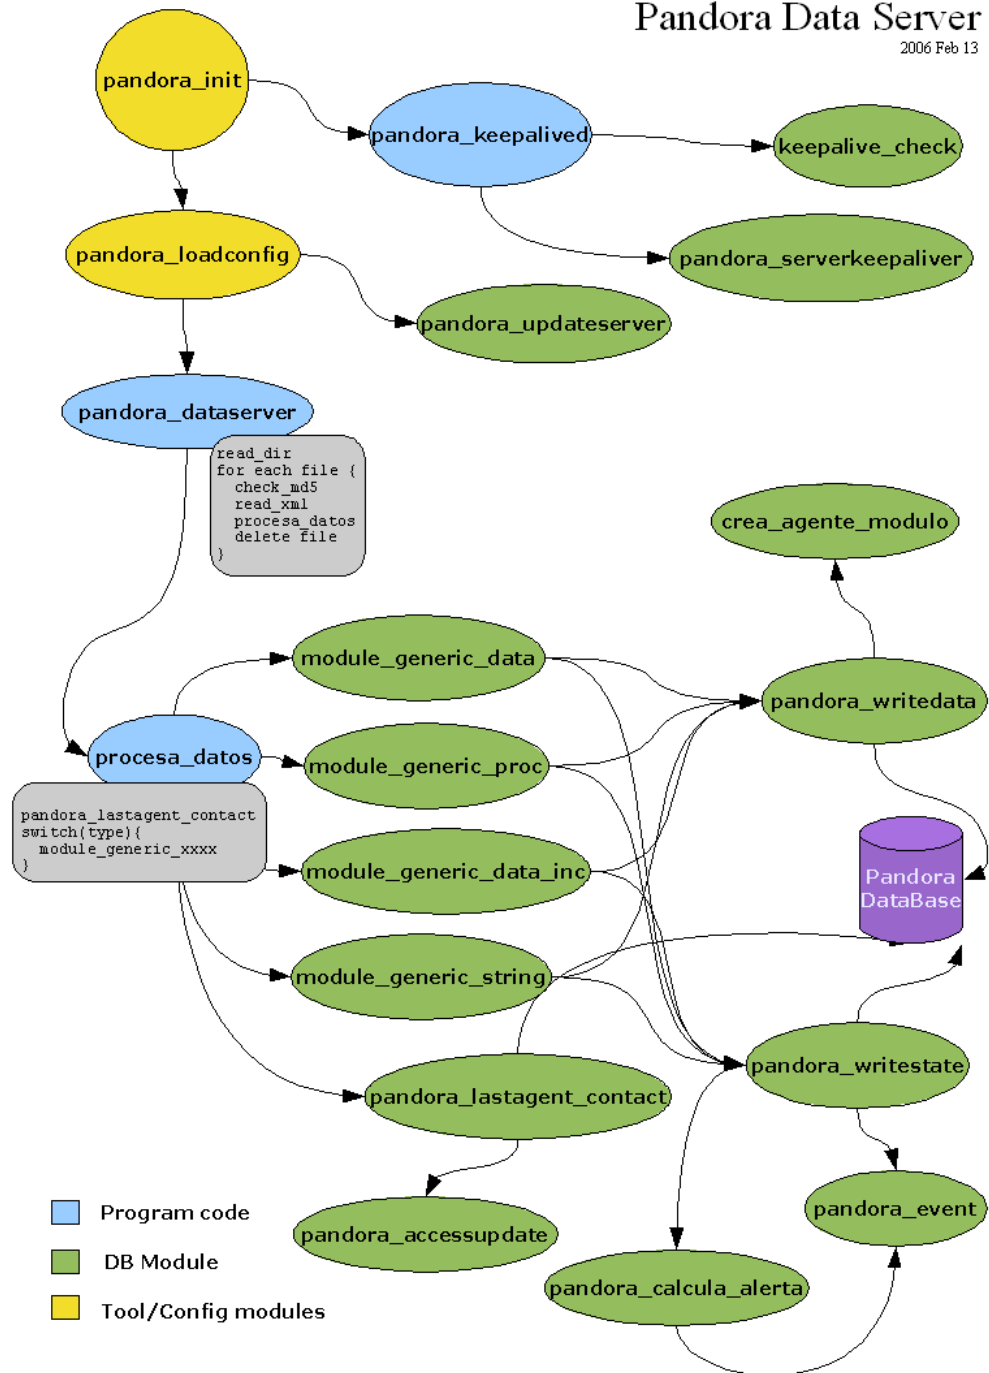 Pandora Data Server
2006 Feb 13
pandora_init
pandora_keepalived
keepalive_check
pandora_loadconfig
pandora_serverkeepaliver
pandora_updateserver
pandora_dataserver
read_dir
for each file {
check_md5
read_xml
procesa_datos
delete file
}
crea_agente_modulo
module_generic_data
pandora_writedata
procesa_datos
module_generic_proc
pandora_lastagent_contact
switch(type){
module_generic_xxxx
}
module_generic_data_inc
Pandora
DataBase
module_generic_string
pandora_writestate
pandora_lastagent_contact
pandora_event
pandora_accessupdate
pandora_calcula_alerta
Program code
DB Module
Tool/Config modules